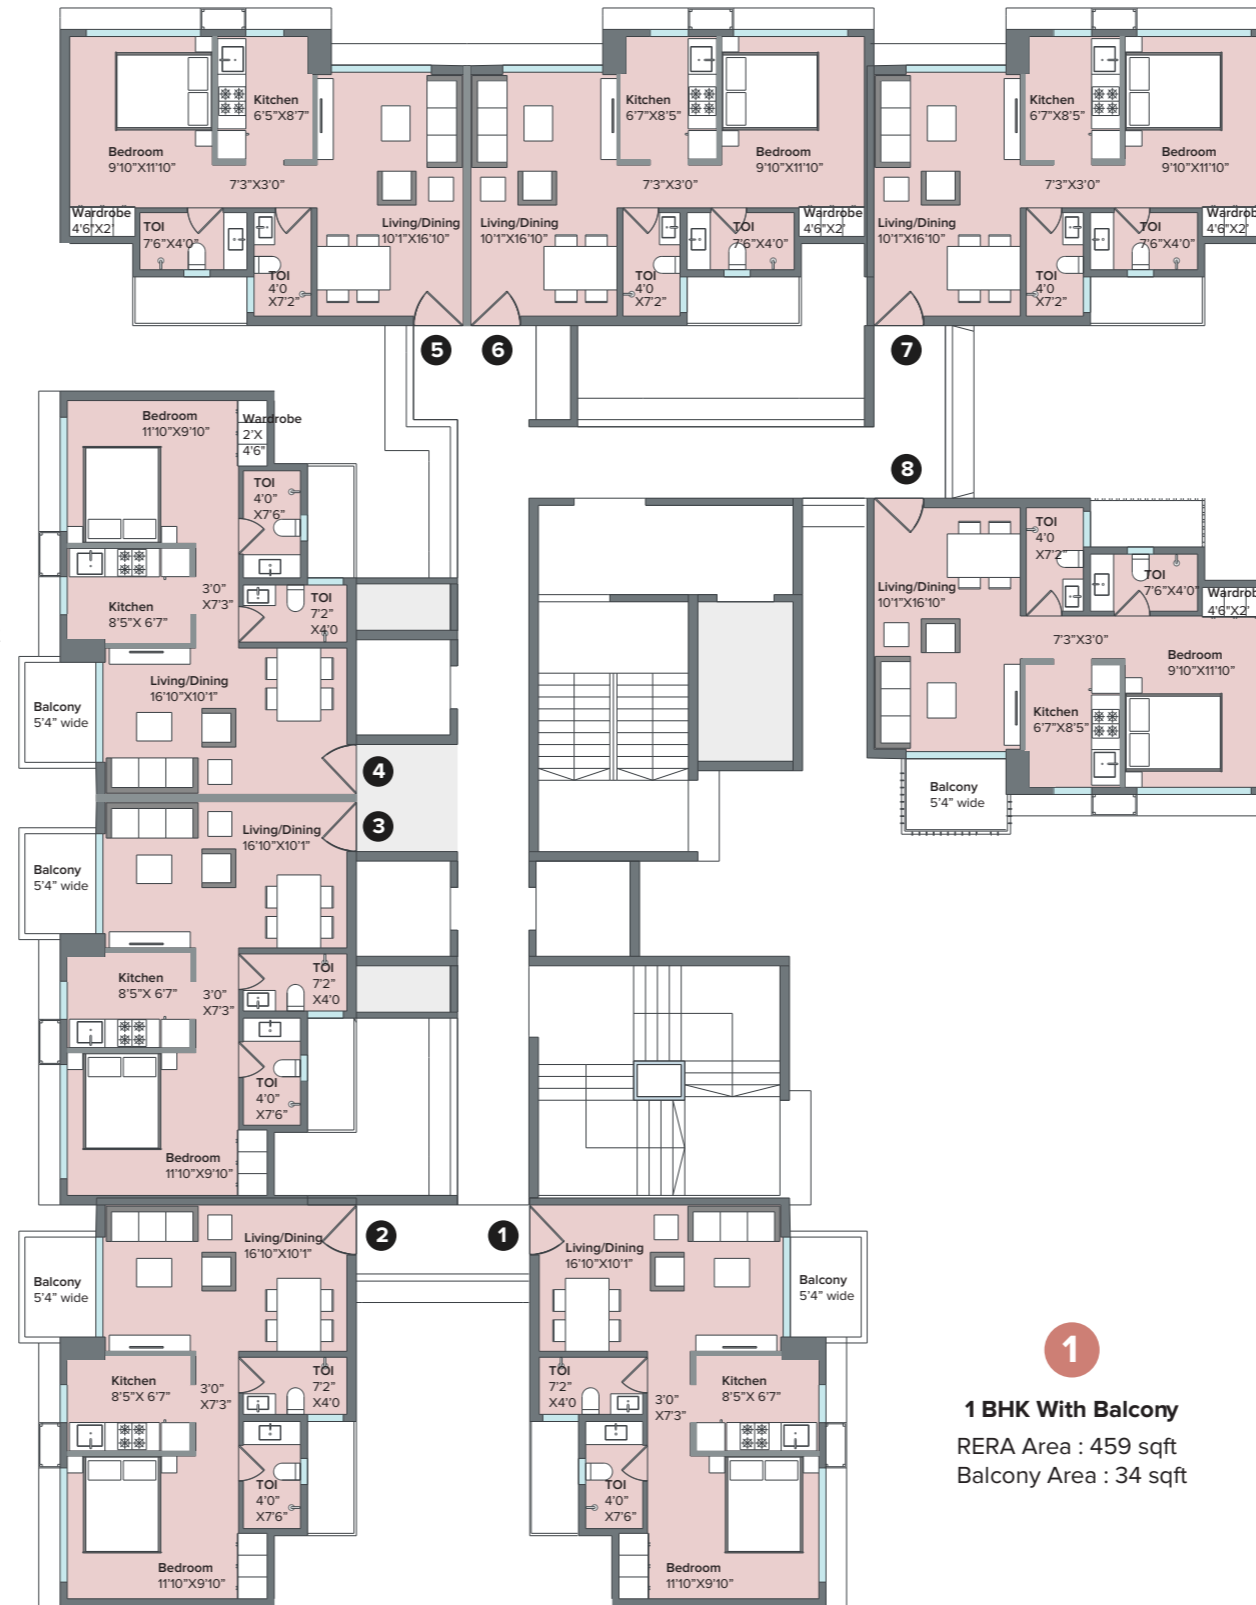 Kitchen
6'5"X8'7"
Bedroom
9'10"X11'10"
7'3"X3'0"
Wardrobe
4'6"X2'
TOI
7'6"X4'0"
TOI
4'0
X7'2"
Living/Dining
10'1"X16'10"
5
Kitchen
6'7"X8'5"
Bedroom
9'10"X11'10"
7'3"X3'0"
Living/Dining
10'1"X16'10"
TOI
4'0
X7'2"
TOI
7'6"X4'0"
Wardrobe
4'6"X2'
6
Kitchen
6'7"X8'5"
Bedroom
9'10"X11'10"
7'3"X3'0"
Living/Dining
10'1"X16'10"
TOI
4'0
X7'2"
TOI
7'6"X4'0"
Wardrob
4'6"X2'
7
8
Living/Dining
10'1"X16'10"
TOI
4'0
X7'2"
TOI
7'6"X4'0"
Wardrob
4'6"X2'
7'3"X3'0"
Bedroom
9'10"X11'10"
Kitchen
6'7"X8'5"
Balcony
5'4" wide
Bedroom
11'10"X9'10"
Wardrobe
2'X
4'6"
TOI
4'0"
X7'6"
3'0"
X7'3"
TOI
7'2"
X4'0
Kitchen
8'5"X 6'7"
Living/Dining
16'10"X10'1"
Balcony
5'4" wide
4
3
Living/Dining
16'10"X10'1"
Balcony
5'4" wide
Kitchen
8'5"X 6'7"
3'0"
X7'3"
TOI
7'2"
X4'0
TOI
4'0"
X7'6"
Bedroom
11'10"X9'10"
2
Living/Dining
16'10"X10'1"
Balcony
5'4" wide
Kitchen
8'5"X 6'7"
3'0"
X7'3"
TOI
7'2"
X4'0
TOI
4'0"
X7'6"
Bedroom
11'10"X9'10"
1
Living/Dining
16'10"X10'1"
Balcony
5'4" wide
TOI
7'2"
X4'0
3'0"
X7'3"
Kitchen
8'5"X 6'7"
TOI
4'0"
X7'6"
Bedroom
11'10"X9'10"
1
1 BHK With Balcony
RERA Area : 459 sqft
Balcony Area : 34 sqft